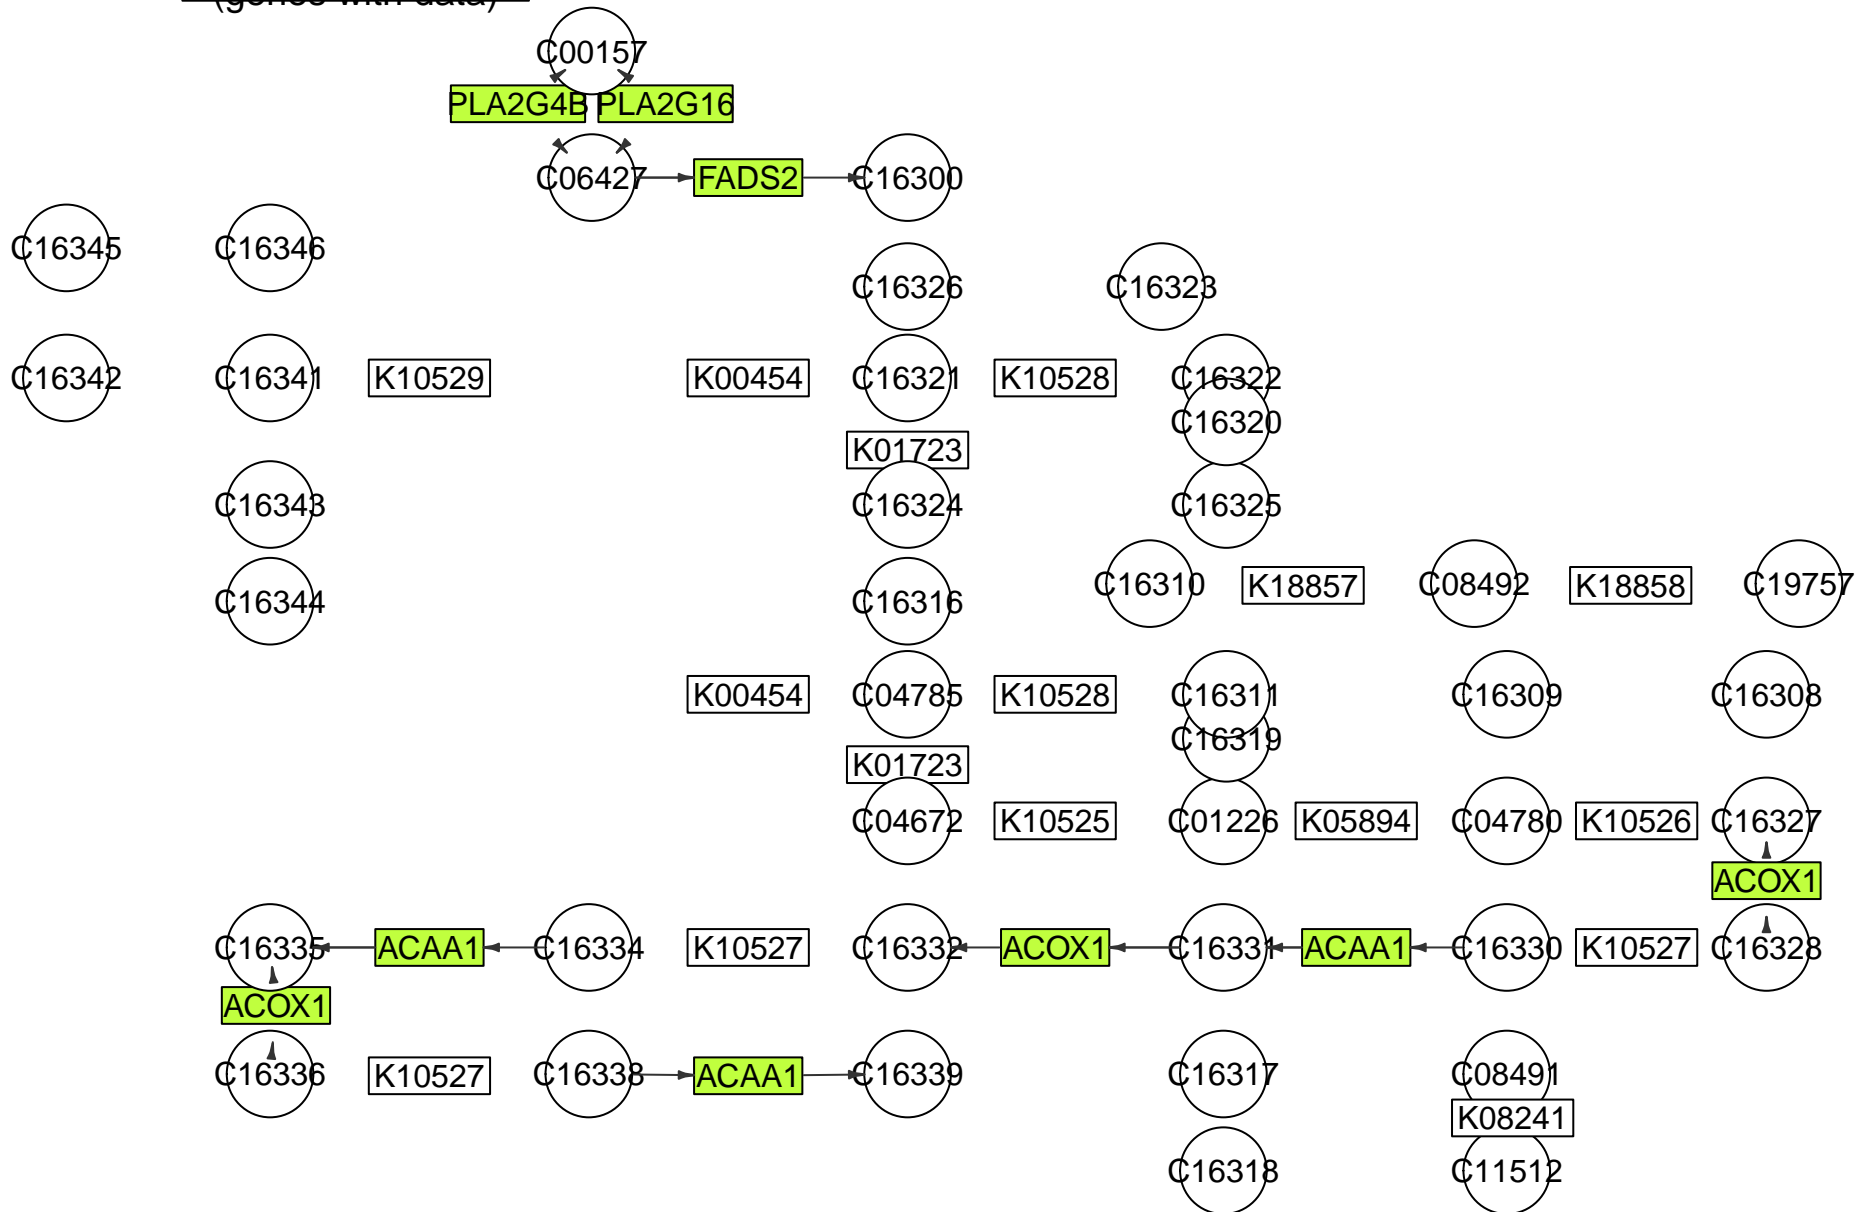 (genes with data)
C00157
PLA2G4B PLA2G16
C06427 FADS2 C16300
C16345 C16346
C16326 C16323
C16342 C16341 K10529 K00454 C16321 K10528 C16322
C16320
K01723
C16343 C16324 C16325
C16310 K18857 C08492 K18858 C19757
C16344 C16316
K00454 C04785 K10528 C16311 C16309 C16308
C16319
K01723
C04672 K10525 C01226 K05894 C04780 K10526 C16327
ACOX1
C16335 ACAA1 C16334 K10527 C16332 ACOX1 C16331 ACAA1 C16330 K10527 C16328
ACOX1
C16336 K10527 C16338 ACAA1 C16339 C16317 C08491
K08241
C16318 C11512